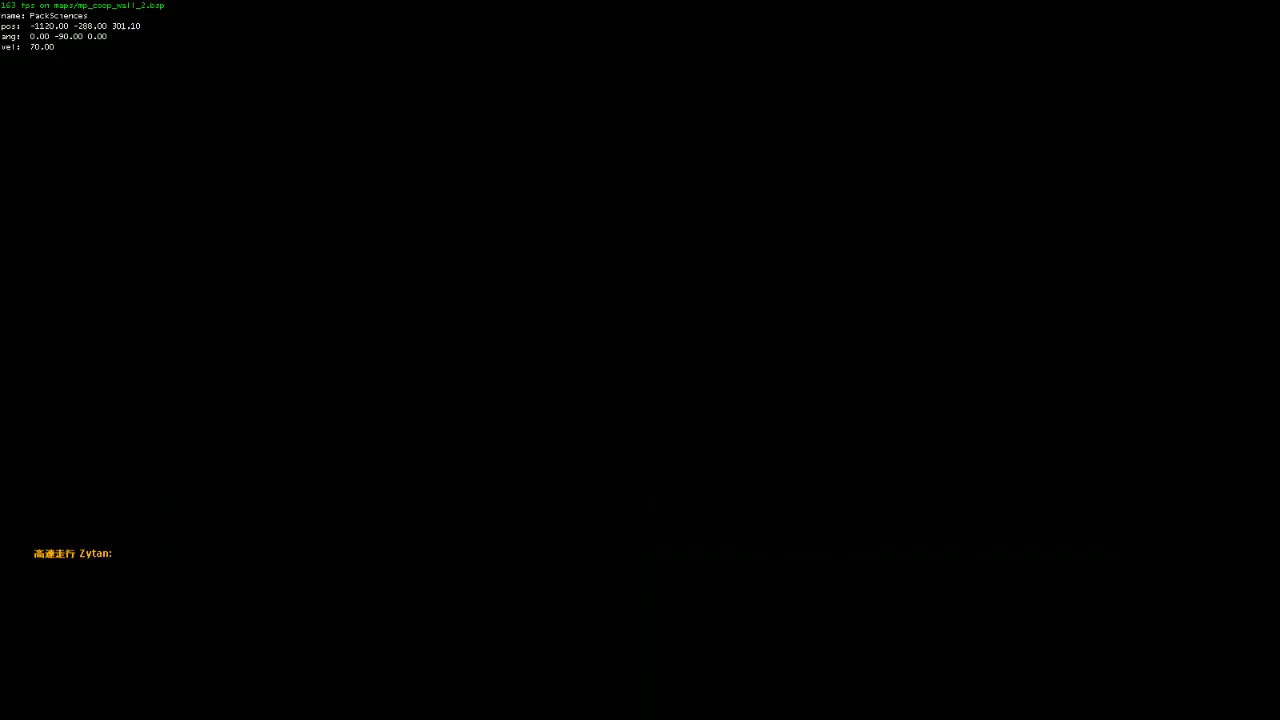 163 fps on maps/mp_coop_wall_2.bsp
name: PackSciences
pos: -1120.00 -288.00 301.10
ang: 0.00 -90.00 0.00
vel: 70.00
高速走行 Zytan: